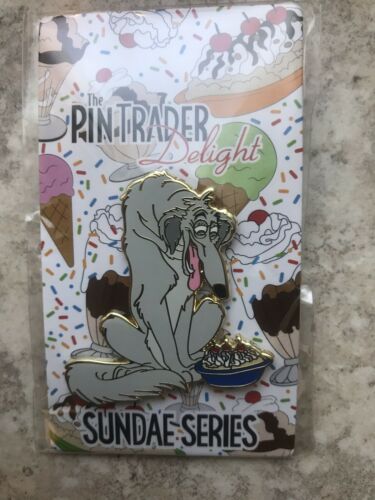 The
PIN TRADER
Delight
SUNDAE SERIES